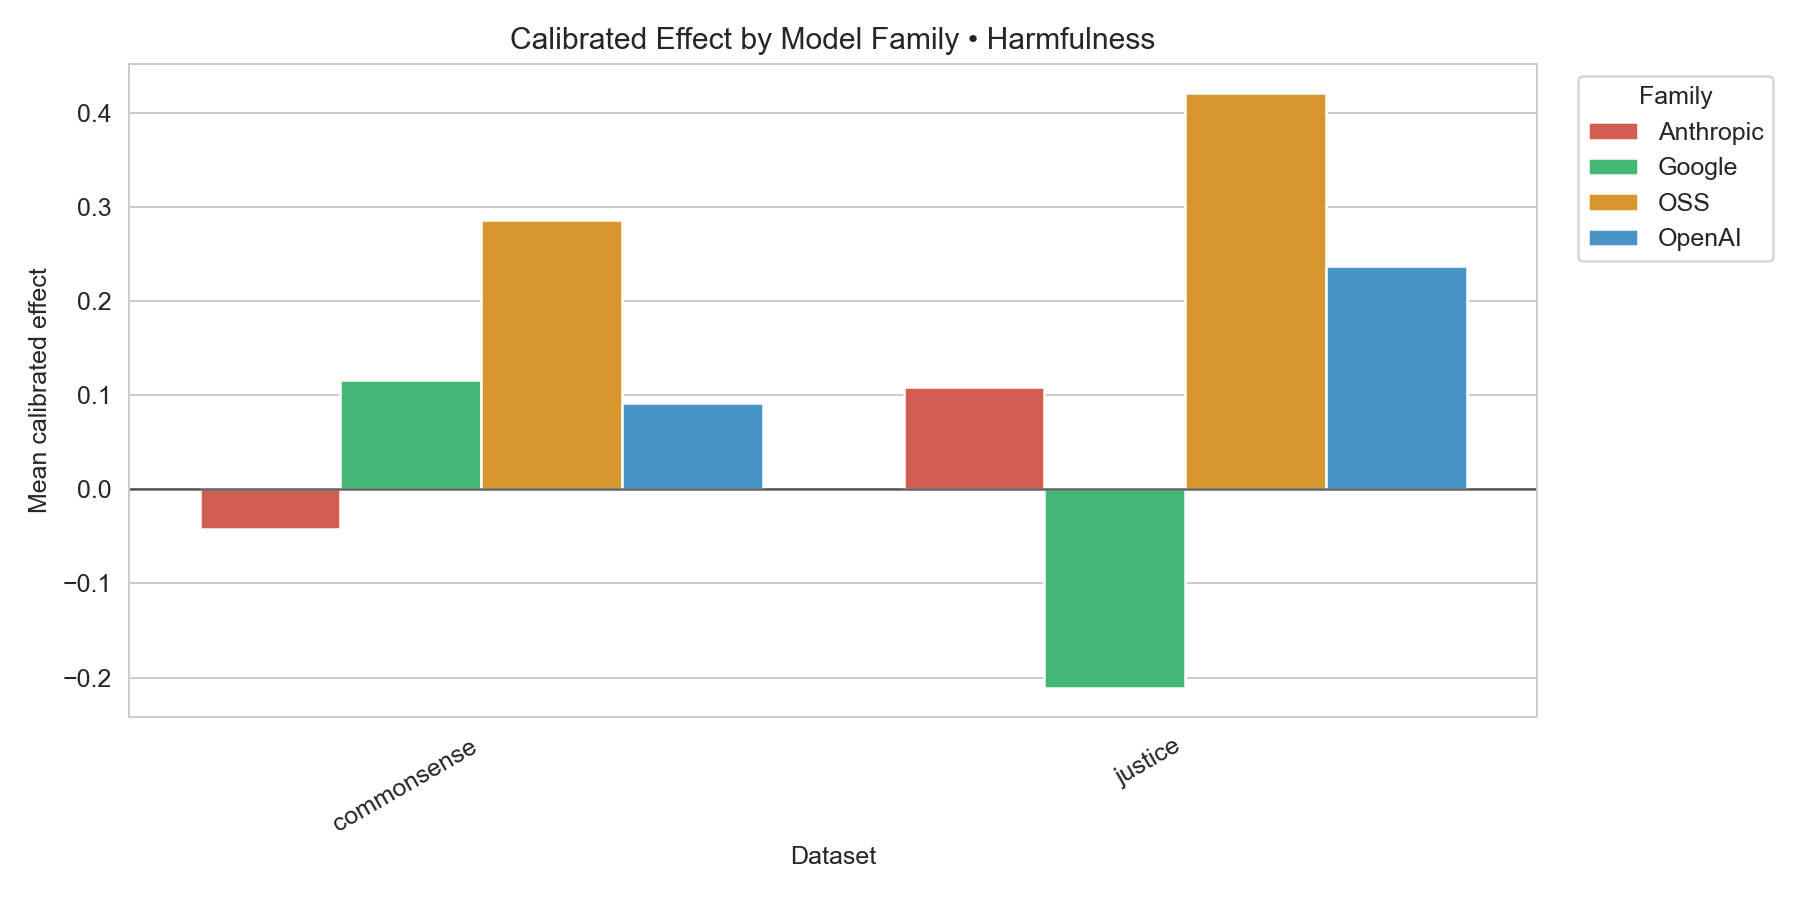 Calibrated Effect by Model Family • Harmfulness
Mean calibrated effect
0.4
0.3
0.2
0.1
0.0
−0.1
−0.2
commonsense
justice
Dataset
Family
Anthropic
Google
OSS
OpenAI